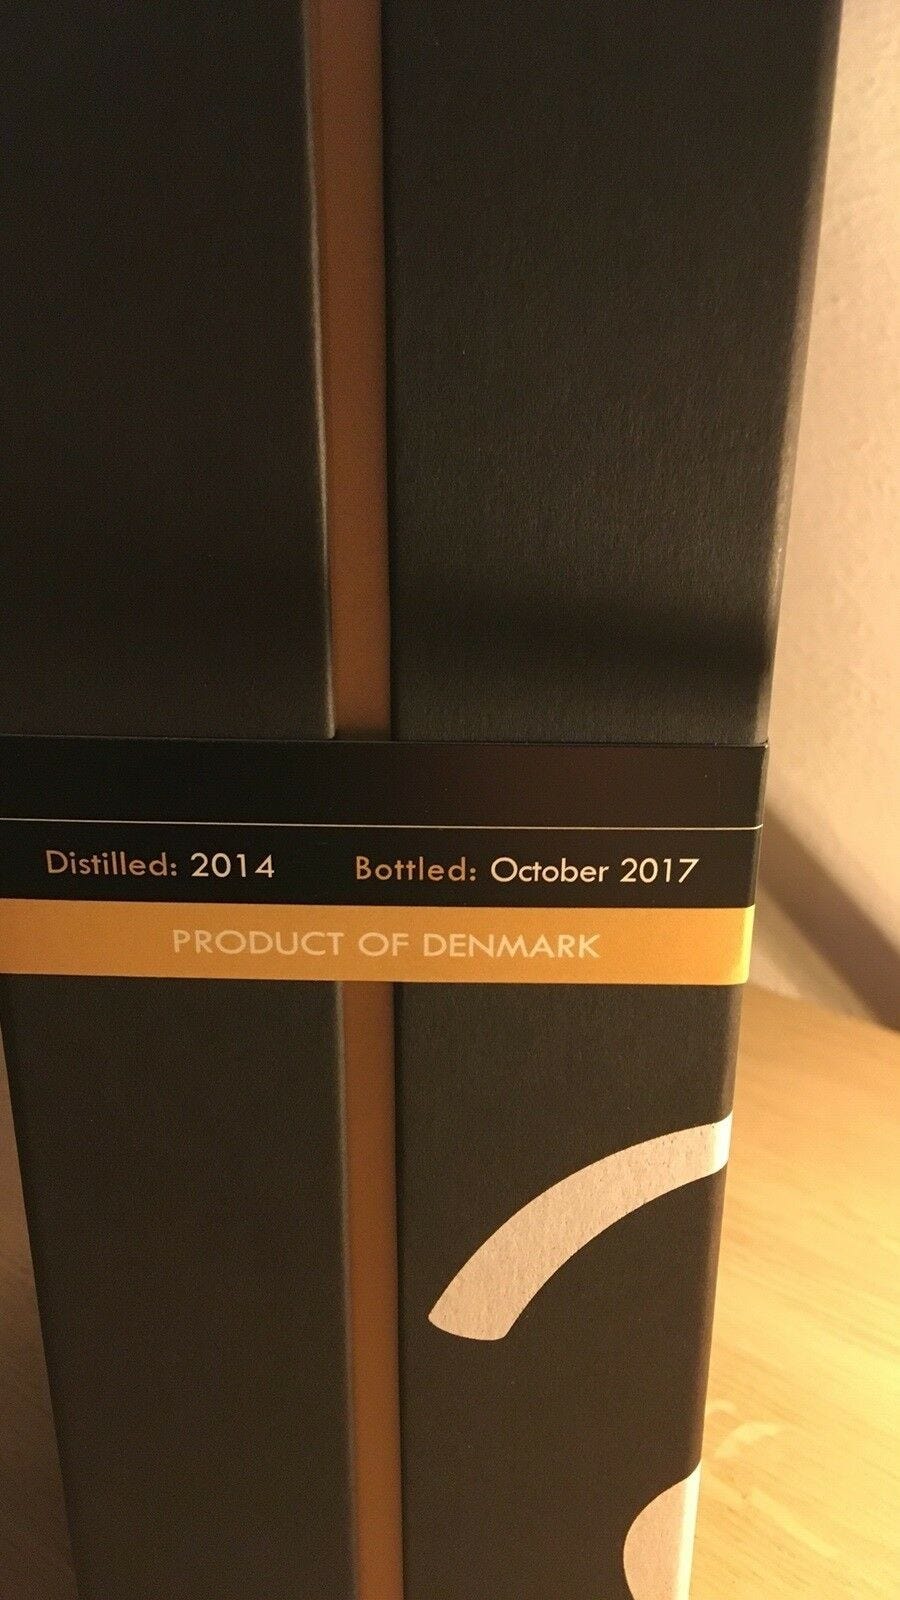 Distilled: 2014 Bottled: October 2017
PRODUCT OF DENMARK